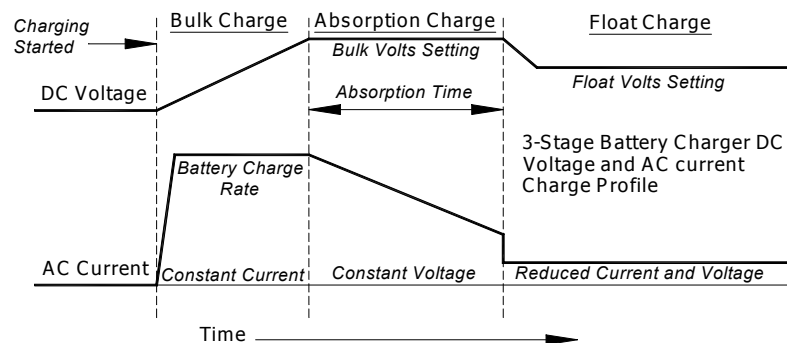 Charging
Started
Bulk Charge
Absorption Charge
Float Charge
Bulk Volts Setting
Float Volts Setting
DC Voltage
Absorption Time
3-Stage Battery Charger DC
Voltage and AC current
Charge Profile
Battery Charge
Rate
AC Current
Constant Current
Constant Voltage
Reduced Current and Voltage
Time